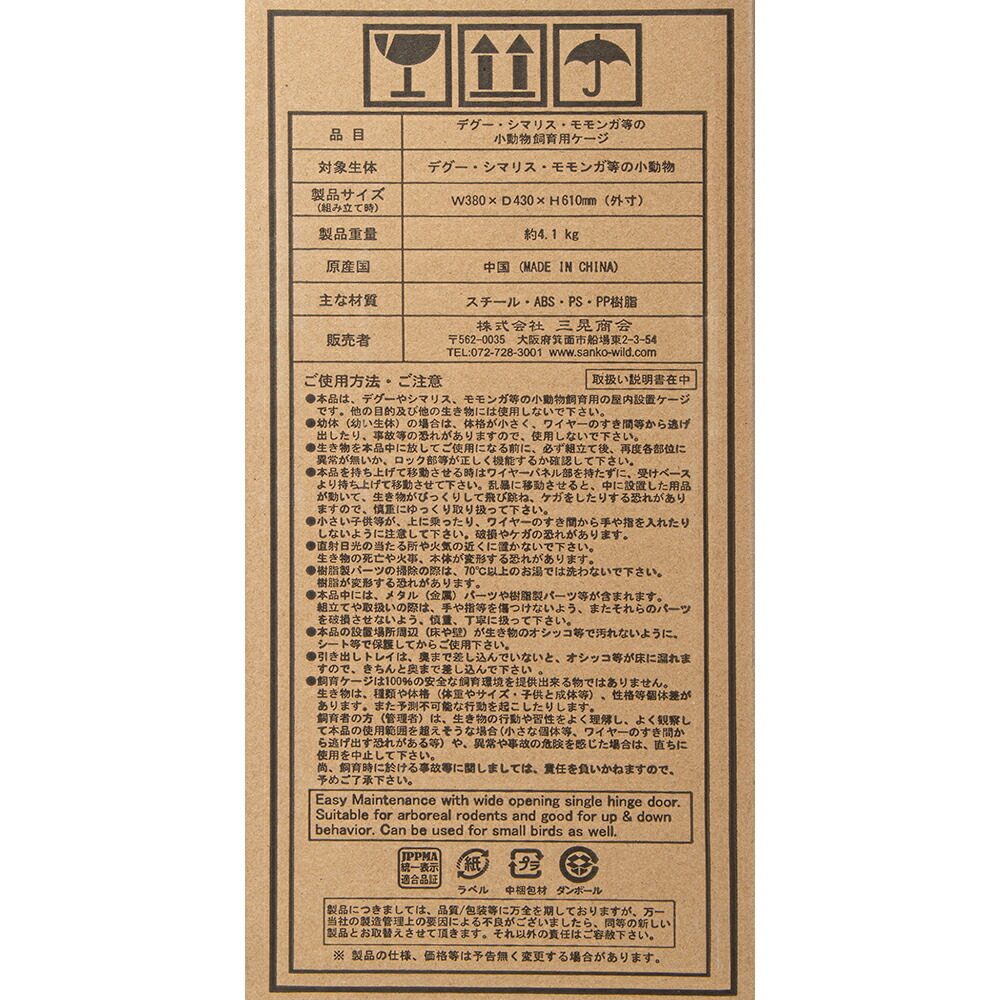 品 目
デグー・シマリス・モモンガ等の
小動物飼育用ケージ
対象生体
デグー・シマリス・モモンガ等の小動物
製品サイズ
(組み立て時)
W380×D430×H610mm(外寸)
製品重量
約4.1 kg
原産国
中国(MADE IN CHINA)
主な材質
スチール・ABS・PS・PP樹脂
販売者
株式会社 三晃商会
〒562-0035 大阪府箕面市船場東2-3-54
TEL:072-728-3001 www.sanko-wild.com
ご使用方法・ご注意
取扱い説明書在中
●本品は、デグーやシマリス、モモンガ等の小動物飼育用の屋内設置ケージ
です。他の目的及び他の生き物には使用しないで下さい。
●幼体(幼い生体)の場合は、体格が小さく、ワイヤーのすき間等から逃げ
出したり、事故等の恐れがありますので、使用しないで下さい。
●生き物を本品中に放してご使用になる前に、必ず組立て後、再度各部位に
異常が無いか、ロック部等が正しく機能するか確認して下さい。
●本品を持ち上げて移動させる時はワイヤーパネル部を持たずに、受けベース
より持ち上げて移動させて下さい。乱暴に移動させると、中に設置した用品
が動いて、生き物がびっくりして飛び跳ね、ケガをしたりする恐れがあり
ますので、慎重にゆっくり取り扱って下さい。
●小さい子供等が、上に乗ったり、ワイヤーのすき間から手や指を入れたり
しないように注意して下さい。破損やケガの恐れがあります。
●直射日光の当たる所や火気の近くに置かないで下さい。
生き物の死亡や火事、本体が変形する恐れがあります。
●樹脂製パーツの掃除の際は、70℃以上のお湯では洗わないで下さい。
樹脂が変形する恐れがあります。
●本品中には、メタル(金属)パーツや樹脂製パーツ等が含まれます。
組立てや取扱いの際は、手や指等を傷つけないよう、またそれらのパーツ
を破損させないよう、慎重、丁寧に扱って下さい。
●本品の設置場所周辺(床や壁)が生き物のオシッコ等で汚れないように、
シート等で保護してからご使用下さい。
●引き出しトレイは、奥まで差し込んでいないと、オシッコ等が床に漏れま
すので、きちんと奥まで差し込んで下さい 。
●飼育ケージは100%の安全な飼育環境を提供出来る物ではありません。
生き物は、種類や体格(体重やサイズ・子供と成体等)、性格等個体差が
あります。また予測不可能な行動を起こしたりします。
飼育者の方(管理者)は、生き物の行動や習性をよく理解し、よく観察し
て本品の使用範囲を超えそうな場合(小さな個体等、ワイヤーのすき間か
ら逃げ出す恐れがある等)や、異常や事故の危険を感じた場合は、直ちに
使用を中止して下さい。
尚、飼育時に於ける事故等に関しましては、責任を負いかねますので、
予めご了承下さい。
Easy Maintenance with wide opening single hinge door.
Suitable for arboreal rodents and good for up & down
behavior. Can be used for small birds as well.
JPPMA
統一表示
適合品証
紙
プラ
ラベル
中梱包材
ダンボール
製品につきましては、品質/包装等に万全を期しておりますが、万一
当社の製造管理上の要因による不良がございましたら、同等の新しい
製品とお取替えさせて頂きます。それ以外の責任はご容赦下さい。
※ 製品の仕様、価格等は予告無く変更する場合があります。